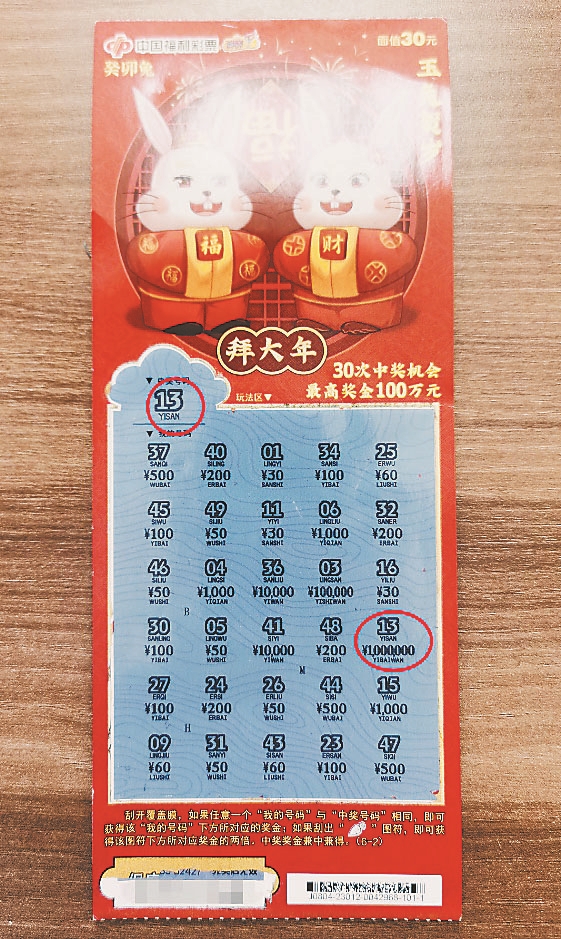 中国福利彩票 面值30元
癸卯兔
福 财
拜大年
30次中奖机会
最高奖金100万元
玩法区▼
13
YISAN
▼ 我的号码
37 40 01 34 25
SANQI SILING LINGYI SANSI ERWU
¥500 ¥200 ¥30 ¥100 ¥60
WUBAI ERBAI SANSHI YIBAI LIUSHI
45 49 11 06 32
SIWU SIJIU YIYI LINGLIU SANER
¥100 ¥50 ¥30 ¥1,000 ¥200
YIBAI WUSHI SANSHI YIQIAN ERBAI
46 04 36 03 16
SILIU LINGSI SANLIU LINGSAN YILIU
¥50 ¥1,000 ¥10,000 ¥100,000 ¥30
WUSHI YIQIAN YIWAN YISHIWAN SANSHI
B
30 05 41 48 13
SANLING LINGWU SIYI SIBA YISAN
¥100 ¥50 ¥10,000 ¥200 ¥1,000,000
YIBAI WUSHI YIWAN ERBAI YIBAIWAN
M
27 24 26 44 15
ERQI ERSI ERLIU SISI YIWU
¥100 ¥200 ¥50 ¥500 ¥1,000
YIBAI ERBAI WUSHI WUBAI YIQIAN
H
09 31 43 23 47
LINGJIU SANYI SISAN ERSAN SIQI
¥60 ¥50 ¥60 ¥100 ¥500
LIUSHI WUSHI LIUSHI YIBAI WUBAI
刮开覆盖膜，如果任意一个“我的号码”与“中奖号码”相同，即可
获得该“我的号码”下方所对应的奖金；如果刮出“ ”图符，即可获
得该图符下方所对应奖金的两倍。中奖奖金兼中兼得。(6-2)
J0804-23012-0042968-101-1